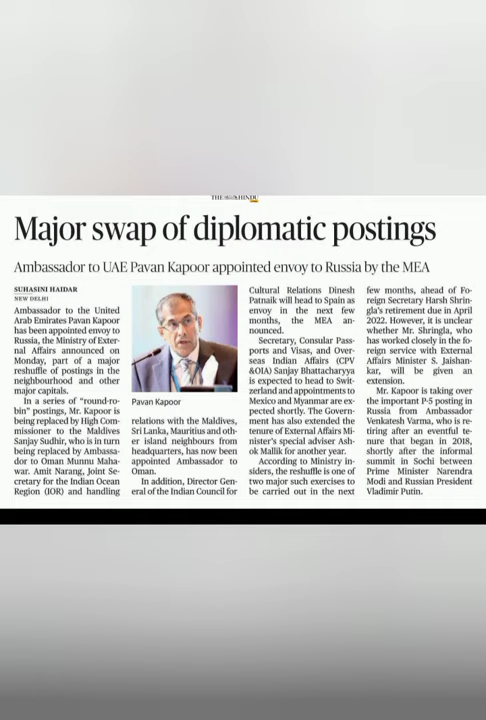 THE HINDU
Major swap of diplomatic postings
Ambassador to UAE Pavan Kapoor appointed envoy to Russia by the MEA
SUHASINI HAIDAR
NEW DELHI
Ambassador to the United
Arab Emirates Pavan Kapoor
has been appointed envoy to
Russia, the Ministry of Exter-
nal Affairs announced on
Monday, part of a major
reshuffle of postings in the
neighbourhood and other
major capitals.
In a series of "round-ro-
bin" postings, Mr. Kapoor is
being replaced by High Com-
missioner to the Maldives
Sanjay Sudhir, who is in turn
being replaced by Ambassa-
dor to Oman Munnu Maha-
war. Amit Narang, Joint Se-
cretary for the Indian Ocean
Region (IOR) and handling
Pavan Kapoor
relations with the Maldives,
Sri Lanka, Mauritius and oth-
er island neighbours from
headquarters, has now been
appointed Ambassador to
Oman.
In addition, Director Gen-
eral of the Indian Council for
Cultural Relations Dinesh
Patnaik will head to Spain as
envoy in the next few
months, the MEA an-
nounced.
Secretary, Consular Pass-
ports and Visas, and Over-
seas Indian Affairs (CPV
&OIA) Sanjay Bhattacharyya
is expected to head to Swit-
zerland and appointments to
Mexico and Myanmar are ex-
pected shortly. The Govern-
ment has also extended the
tenure of External Affairs Mi-
nister's special adviser Ash-
ok Mallik for another year.
According to Ministry in-
siders, the reshuffle is one of
two major such exercises to
be carried out in the next
few months, ahead of Fo-
reign Secretary Harsh Shrin-
gla's retirement due in April
2022. However, it is unclear
whether Mr. Shringla, who
has worked closely in the fo-
reign service with External
Affairs Minister S. Jaishan-
kar, will be given an
extension.
Mr. Kapoor is taking over
the important P-5 posting in
Russia from Ambassador
Venkatesh Varma, who is re-
tiring after an eventful te-
nure that began in 2018,
shortly after the informal
summit in Sochi between
Prime Minister Narendra
Modi and Russian President
Vladimir Putin.